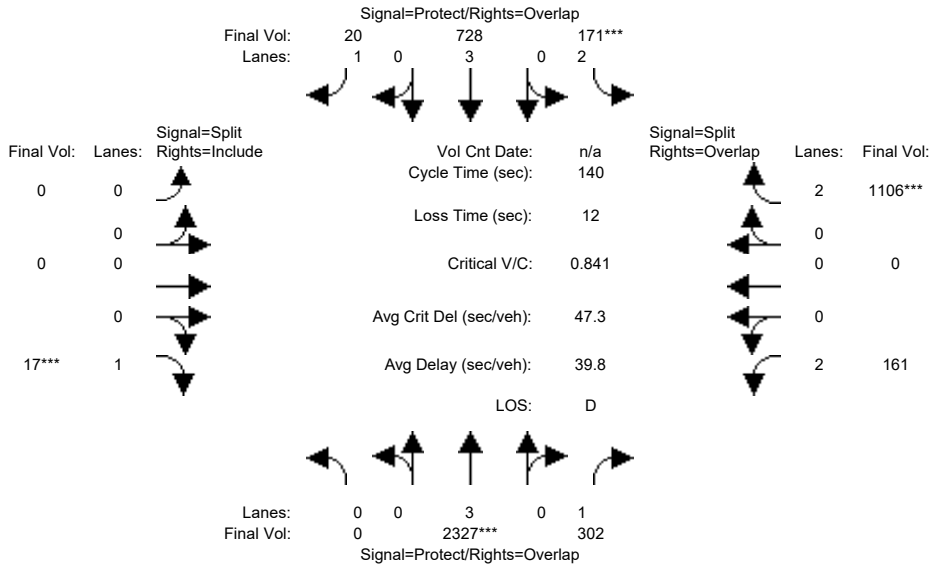 Signal=Protect/Rights=Overlap
Final Vol: 20 728 171***
Lanes: 1 0 3 0 2
Signal=Split
Final Vol: Lanes: Rights=Include
Vol Cnt Date: n/a
Signal=Split
Rights=Overlap Lanes: Final Vol:
Cycle Time (sec): 140
0 0
2 1106***
Loss Time (sec): 12
0
0
0 0
Critical V/C: 0.841
0 0
0
Avg Crit Del (sec/veh): 47.3
0
17*** 1
Avg Delay (sec/veh): 39.8
2 161
LOS: D
Lanes: 0 0 3 0 1
Final Vol: 0 2327*** 302
Signal=Protect/Rights=Overlap